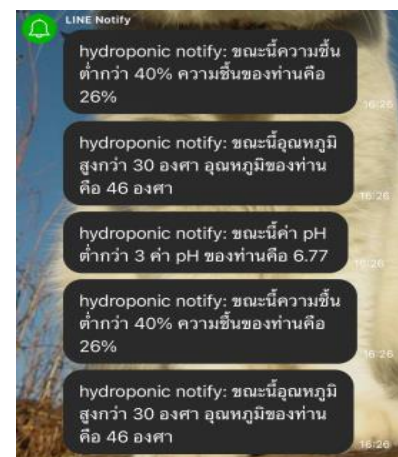 LINE Notify
hydroponic notify: ขณะนี้ความชื้น
ต่ำกว่า 40% ความชื้นของท่านคือ
26%
16:26
hydroponic notify: ขณะนี้อุณหภูมิ
สูงกว่า 30 องศา อุณหภูมิของท่าน
คือ 46 องศา
16:26
hydroponic notify: ขณะนี้ค่า pH
ต่ำกว่า 3 ค่า pH ของท่านคือ 6.77
16:26
hydroponic notify: ขณะนี้ความชื้น
ต่ำกว่า 40% ความชื้นของท่านคือ
26%
16:26
hydroponic notify: ขณะนี้อุณหภูมิ
สูงกว่า 30 องศา อุณหภูมิของท่าน
คือ 46 องศา
16:26